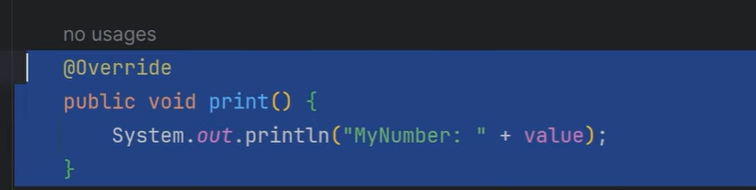 no usages
@Override
public void print() {
    System.out.println("MyNumber: " + value);
}